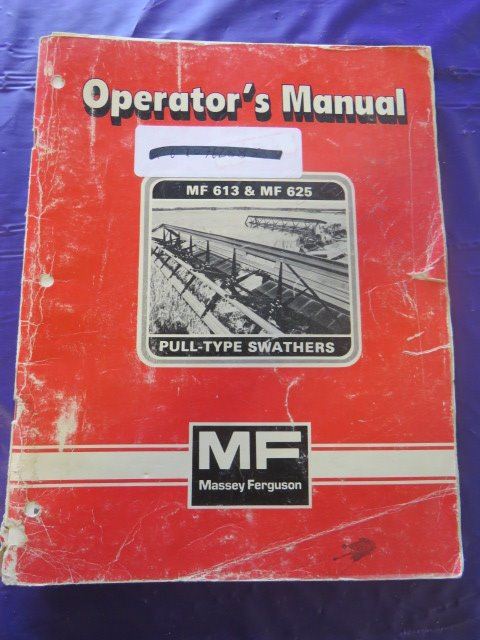 Operator's Manual
MF 613 & MF 625
PULL-TYPE SWATHERS
MF
Massey Ferguson